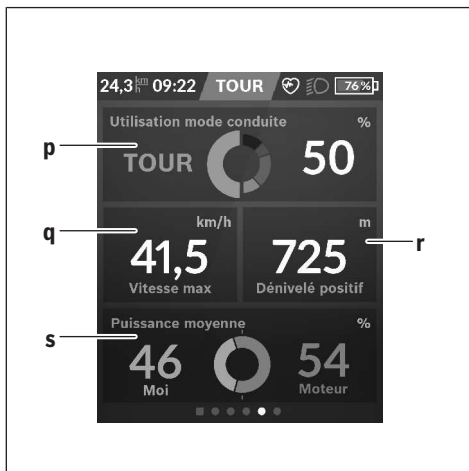 24,3 km/h 09:22 TOUR 76%
Utilisation mode conduite %
p
TOUR 50
q
km/h
m
r
41,5 725
Vitesse max Dénivelé positif
Puissance moyenne %
s
46 54
Moi Moteur